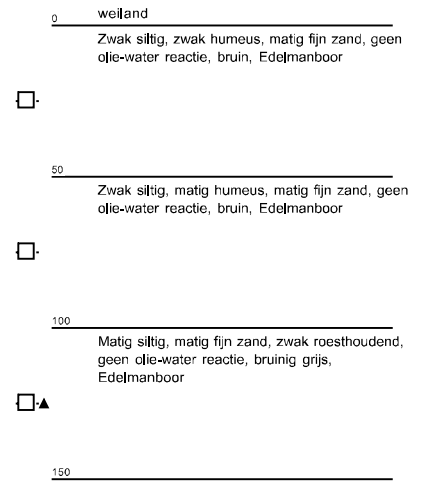 0 weiland
Zwak siltig, zwak humeus, matig fijn zand, geen
olie-water reactie, bruin, Edelmanboor
50
Zwak siltig, matig humeus, matig fijn zand, geen
olie-water reactie, bruin, Edelmanboor
100
Matig siltig, matig fijn zand, zwak roesthoudend,
geen olie-water reactie, bruinig grijs,
Edelmanboor
150